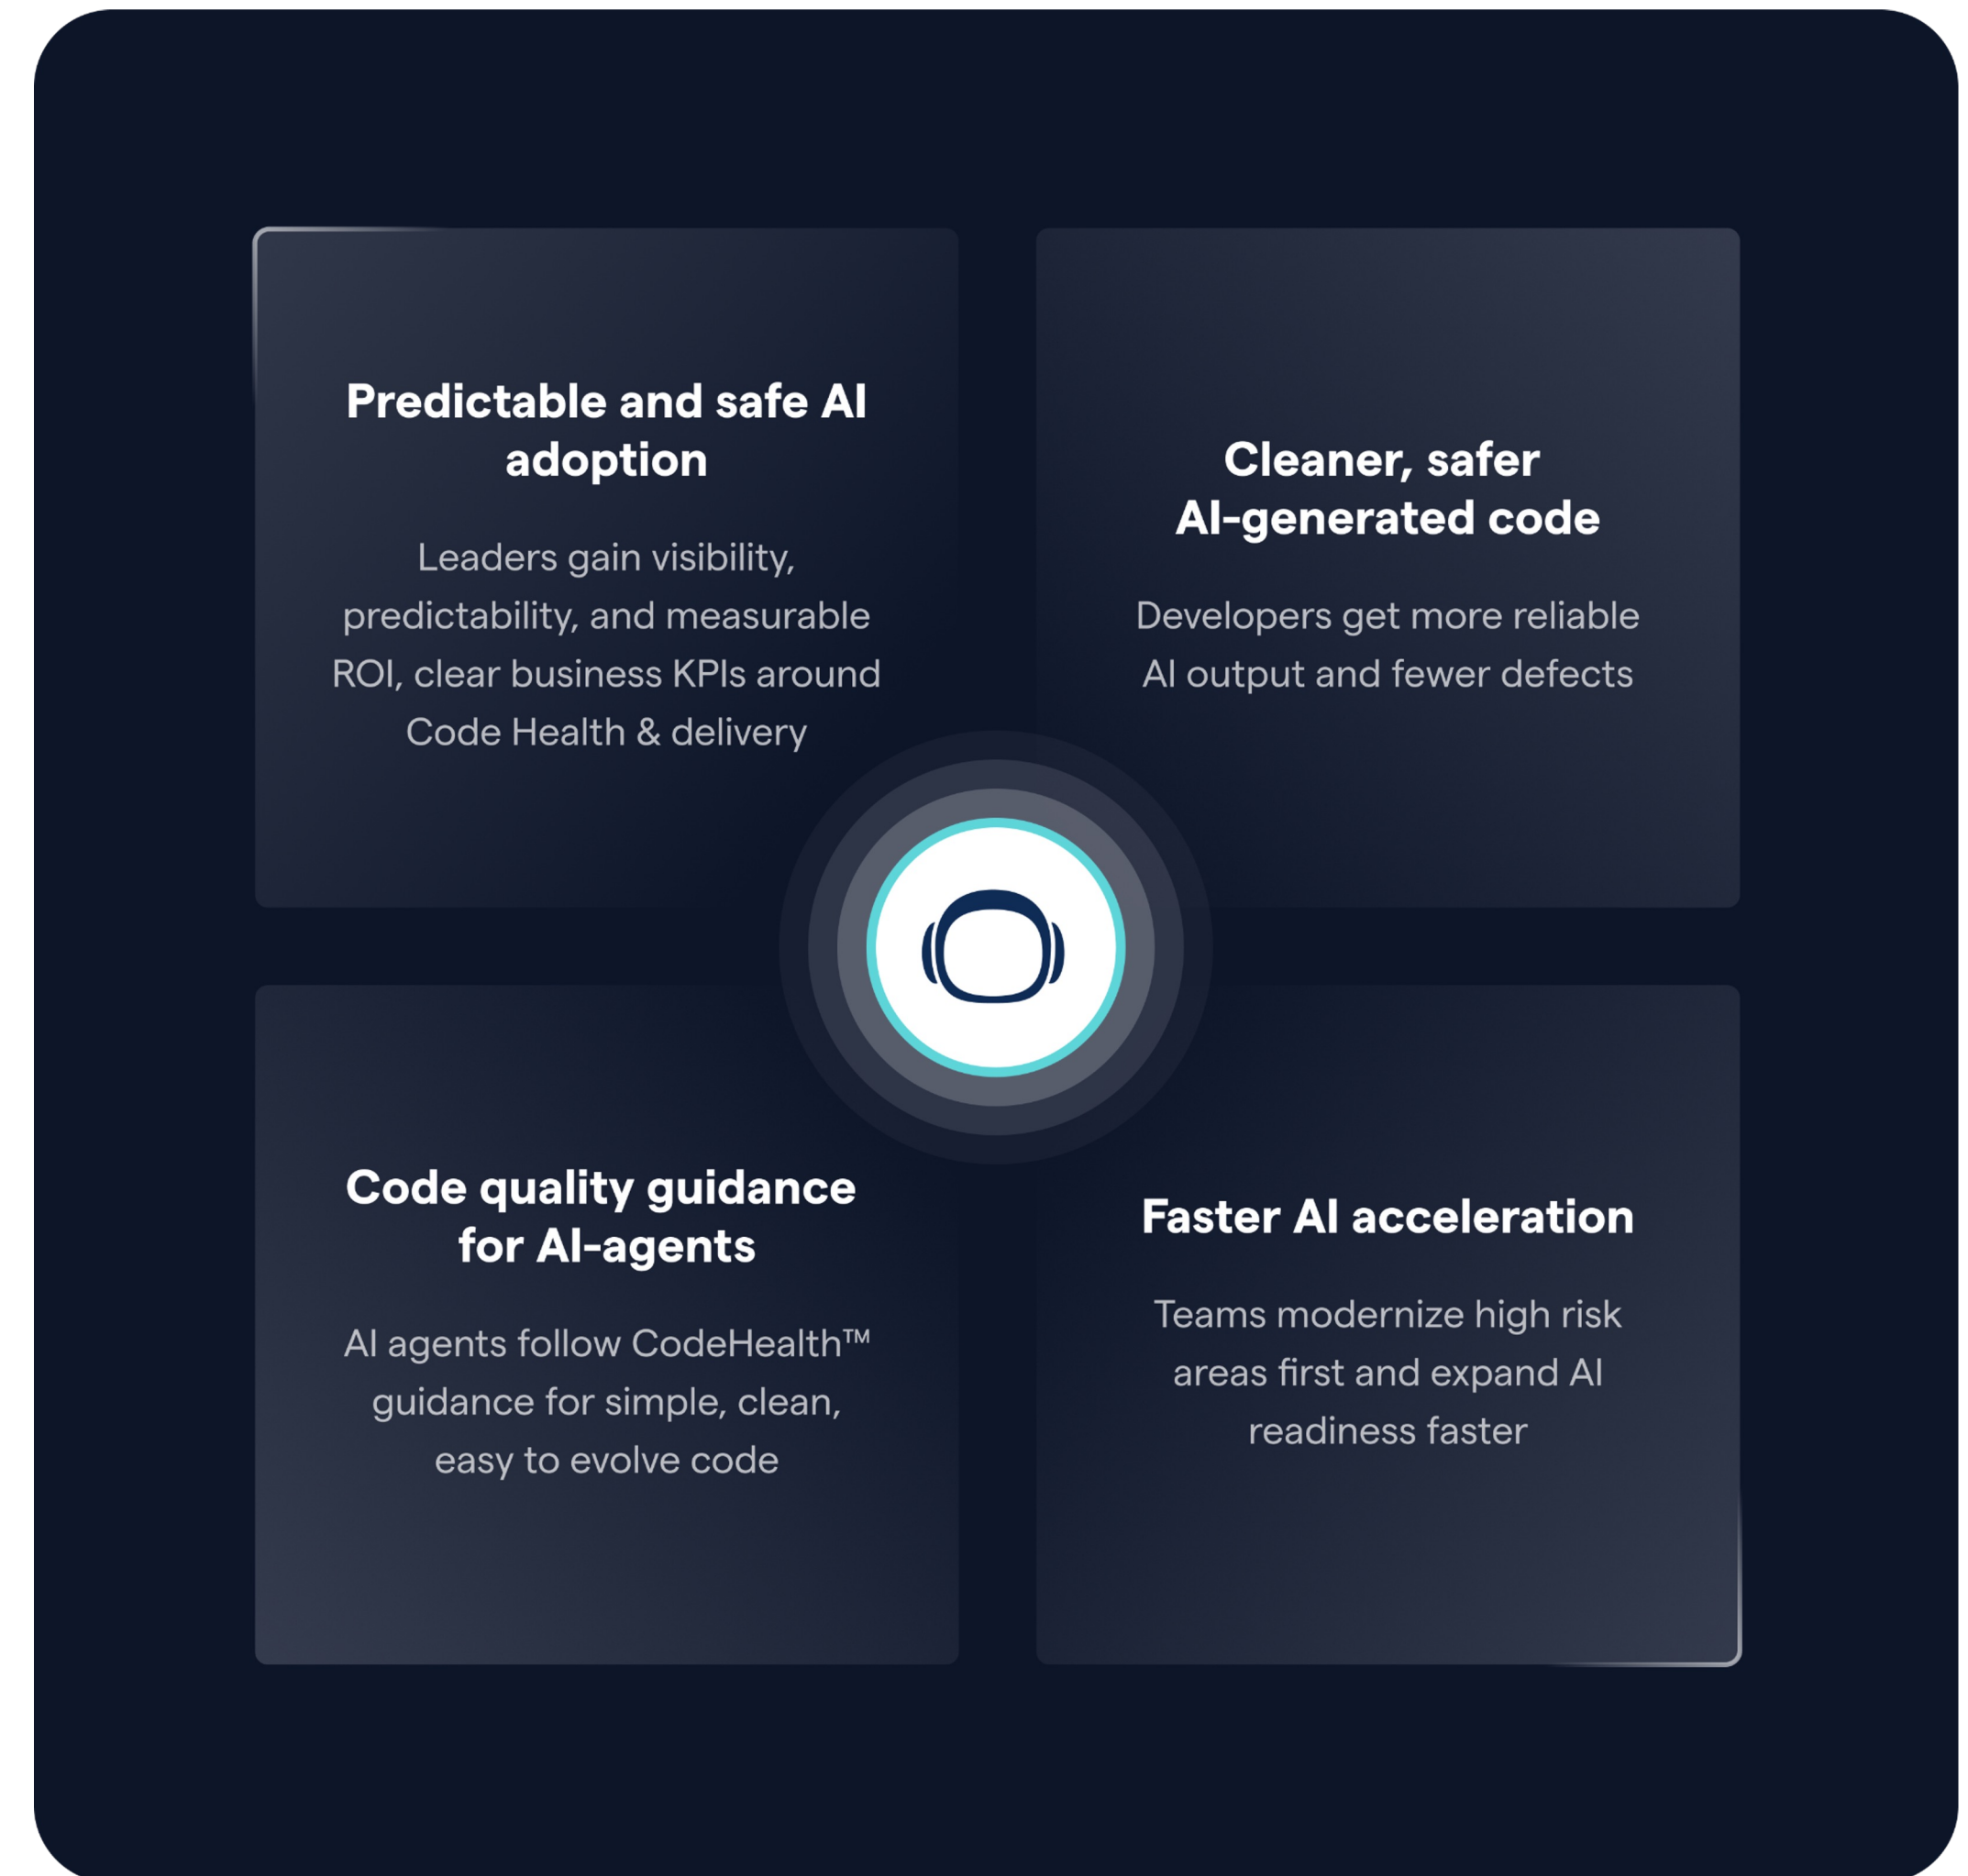 Predictable and safe AI
adoption
Leaders gain visibility,
predictability, and measurable
ROI, clear business KPIs around
Code Health & delivery
Cleaner, safer
AI-generated code
Developers get more reliable
AI output and fewer defects
Code quality guidance
for AI-agents
AI agents follow CodeHealth™
guidance for simple, clean,
easy to evolve code
Faster AI acceleration
Teams modernize high risk
areas first and expand AI
readiness faster